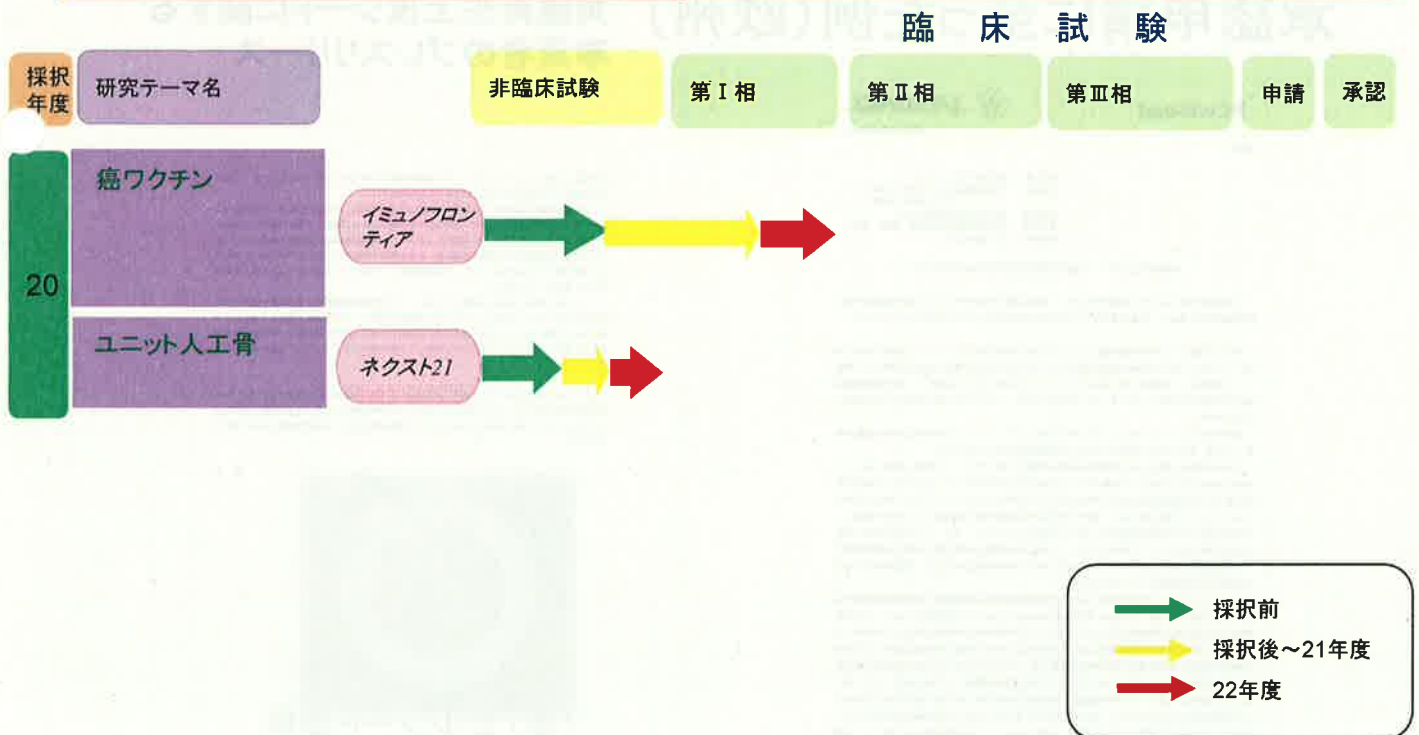 臨床試験
採択
年度
研究テーマ名
非臨床試験
第Ⅰ相
第Ⅱ相
第Ⅲ相
申請
承認
20
癌ワクチン
イミュノフロン
ティア
ユニット人工骨
ネクスト21
採択前
採択後～21年度
22年度